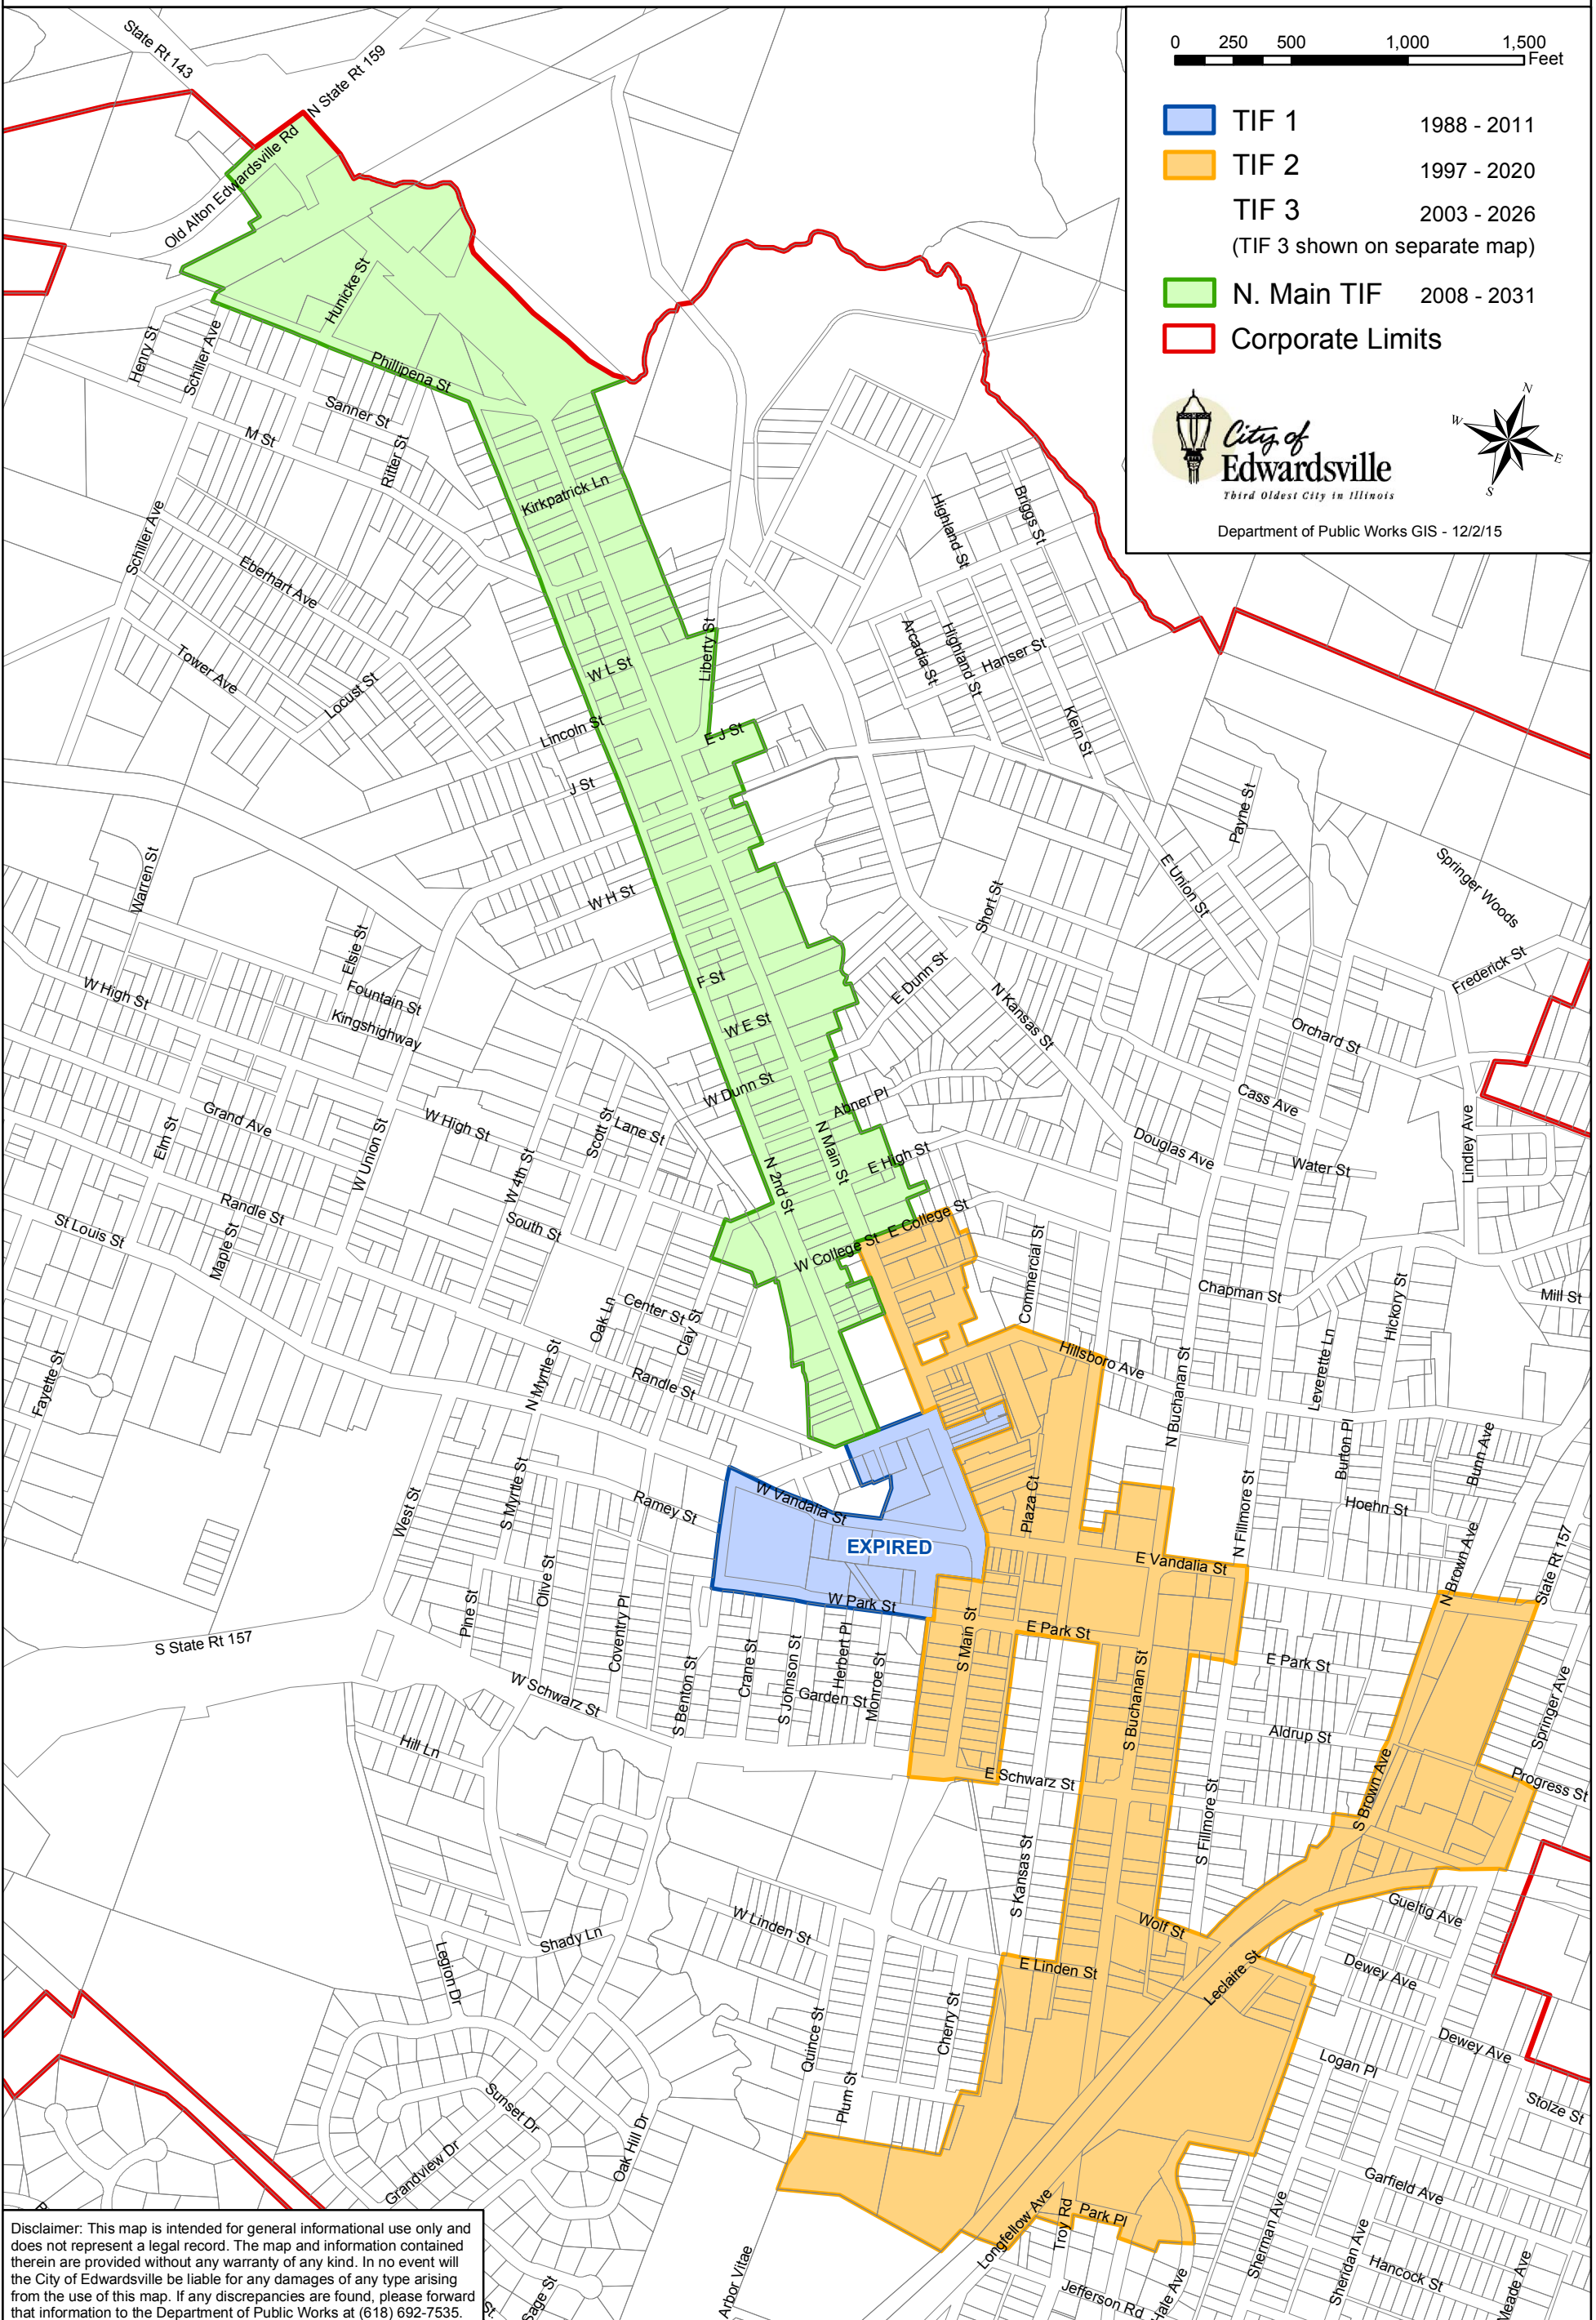 0 250 500 1,000 1,500
Feet
TIF 1 1988 - 2011
TIF 2 1997 - 2020
TIF 3 2003 - 2026
(TIF 3 shown on separate map)
N. Main TIF 2008 - 2031
Corporate Limits
City of
Edwardsville
Third Oldest City in Illinois
N
W
E
S
Department of Public Works GIS - 12/2/15
State Rt 143
N State Rt 159
Old Alton Edwardsville Rd
Hunicke St
Henry St
Schiller Ave
Phillipena St
Sanner St
M St
Ritter St
Kirkpatrick Ln
Highland St
Briggs St
Schiller Ave
Eberhart Ave
Tower Ave
Locust St
W L St
Liberty St
Arcadia St
Highland St
Hanser St
Lincoln St
E J St
Klein St
J St
Payne St
Warren St
W H St
E Union St
Springer Woods
Short St
Elsie St
F St
E Dunn St
Frederick St
W High St
Fountain St
Kingshighway
W E St
N Kansas St
Orchard St
W Dunn St
Abner Pl
Cass Ave
Grand Ave
Elm St
W High St
Scott St
Lane St
N Main St
E High St
Douglas Ave
Water St
Lindley Ave
W Union St
W 4th St
N 2nd St
Randle St
South St
St Louis St
Maple St
W College St
E College St
Commercial St
Chapman St
Hickory St
Mill St
Center St
Oak Ln
Clay St
Fayette St
N Myrtle St
Randle St
Hillsboro Ave
N Buchanan St
Leverette Ln
Burton Pl
Bunn Ave
West St
S Myrtle St
Ramey St
W Vandalia St
Plaza Ct
N Fillmore St
Hoehn St
EXPIRED
E Vandalia St
N Brown Ave
State Rt 157
Pine St
Olive St
Coventry Pl
W Park St
S Main St
E Park St
E Park St
S State Rt 157
W Schwarz St
S Benton St
Crane St
S Johnson St
Herbert Pl
Garden St
Monroe St
S Buchanan St
Aldrup St
Springer Ave
Hill Ln
E Schwarz St
S Fillmore St
S Brown Ave
Progress St
S Kansas St
W Linden St
Wolf St
Gueltig Ave
Legion Dr
Shady Ln
E Linden St
Leclaire St
Dewey Ave
Quince St
Cherry St
Dewey Ave
Logan Pl
Plum St
Sunset Dr
Stolze St
Grandview Dr
Oak Hill Dr
Garfield Ave
Longfellow Ave
Troy Rd
Park Pl
Sherman Ave
Sheridan Ave
Hancock St
Meade Ave
Arbor Vitae
Jefferson Rd
Hale Ave
Sage St
St
Disclaimer: This map is intended for general informational use only and
does not represent a legal record. The map and information contained
therein are provided without any warranty of any kind. In no event will
the City of Edwardsville be liable for any damages of any type arising
from the use of this map. If any discrepancies are found, please forward
that information to the Department of Public Works at (618) 692-7535.